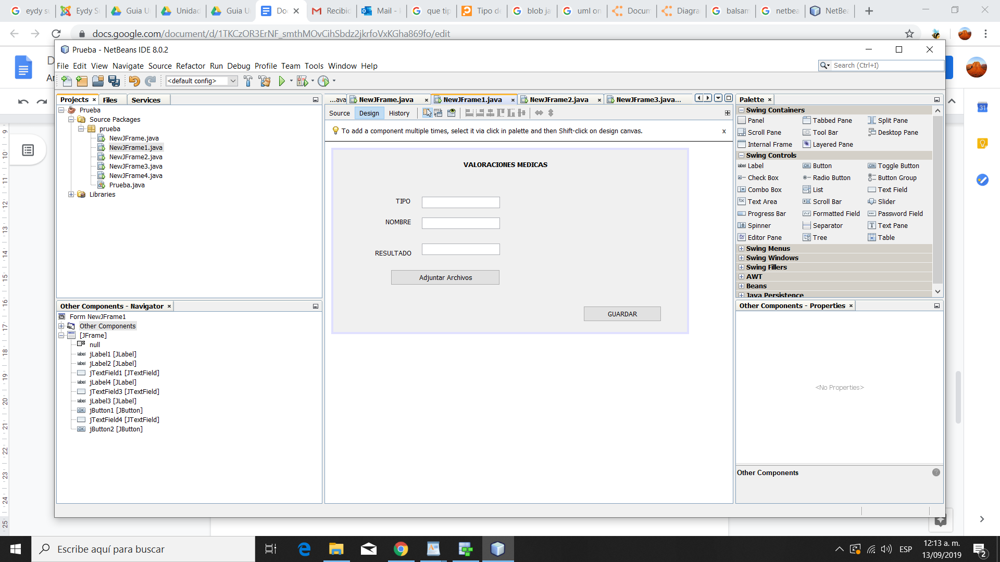 eydy su
Eydy S
Guia U
Unidad
Guia U
Do
Recibid
Mail -
que tip
Tipo de
blob ja
uml on
Docum
Diagra
balsam
netbea
NetBe
docs.google.com/document/d/1TKCzOR3ErNF_smthMOvCihSbdz2jkrfoVxKGha869fo/edit
Prueba - NetBeans IDE 8.0.2
File Edit View Navigate Source Refactor Run Debug Profile Team Tools Window Help
Search (Ctrl+I)
<default config>
Projects
Files
Services
Prueba
Source Packages
prueba
NewJFrame.java
NewJFrame1.java
NewJFrame2.java
NewJFrame3.java
NewJFrame4.java
Prueba.java
Libraries
Other Components - Navigator
Form NewJFrame1
Other Components
[JFrame]
null
jLabel1 [JLabel]
jLabel2 [JLabel]
jTextField1 [JTextField]
jLabel4 [JLabel]
jTextField3 [JTextField]
jLabel3 [JLabel]
jButton1 [JButton]
jTextField4 [JTextField]
jButton2 [JButton]
...ava
NewJFrame.java
NewJFrame1.java
NewJFrame2.java
NewJFrame3.java...
Source Design History
To add a component multiple times, select it via click in palette and then Shift-click on design canvas.
VALORACIONES MEDICAS
TIPO
NOMBRE
RESULTADO
Adjuntar Archivos
GUARDAR
Palette
Swing Containers
Panel Tabbed Pane Split Pane
Scroll Pane Tool Bar Desktop Pane
Internal Frame Layered Pane
Swing Controls
Label Button Toggle Button
Check Box Radio Button Button Group
Combo Box List Text Field
Text Area Scroll Bar Slider
Progress Bar Formatted Field Password Field
Spinner Separator Text Pane
Editor Pane Tree Table
Swing Menus
Swing Windows
Swing Fillers
AWT
Beans
Java Persistence
Other Components - Properties
<No Properties>
Other Components
9
10
11
12
13
14
15
16
17
18
19
20
21
22
23
24
25
31
Escribe aquí para buscar
ESP
12:13 a. m.
13/09/2019
2